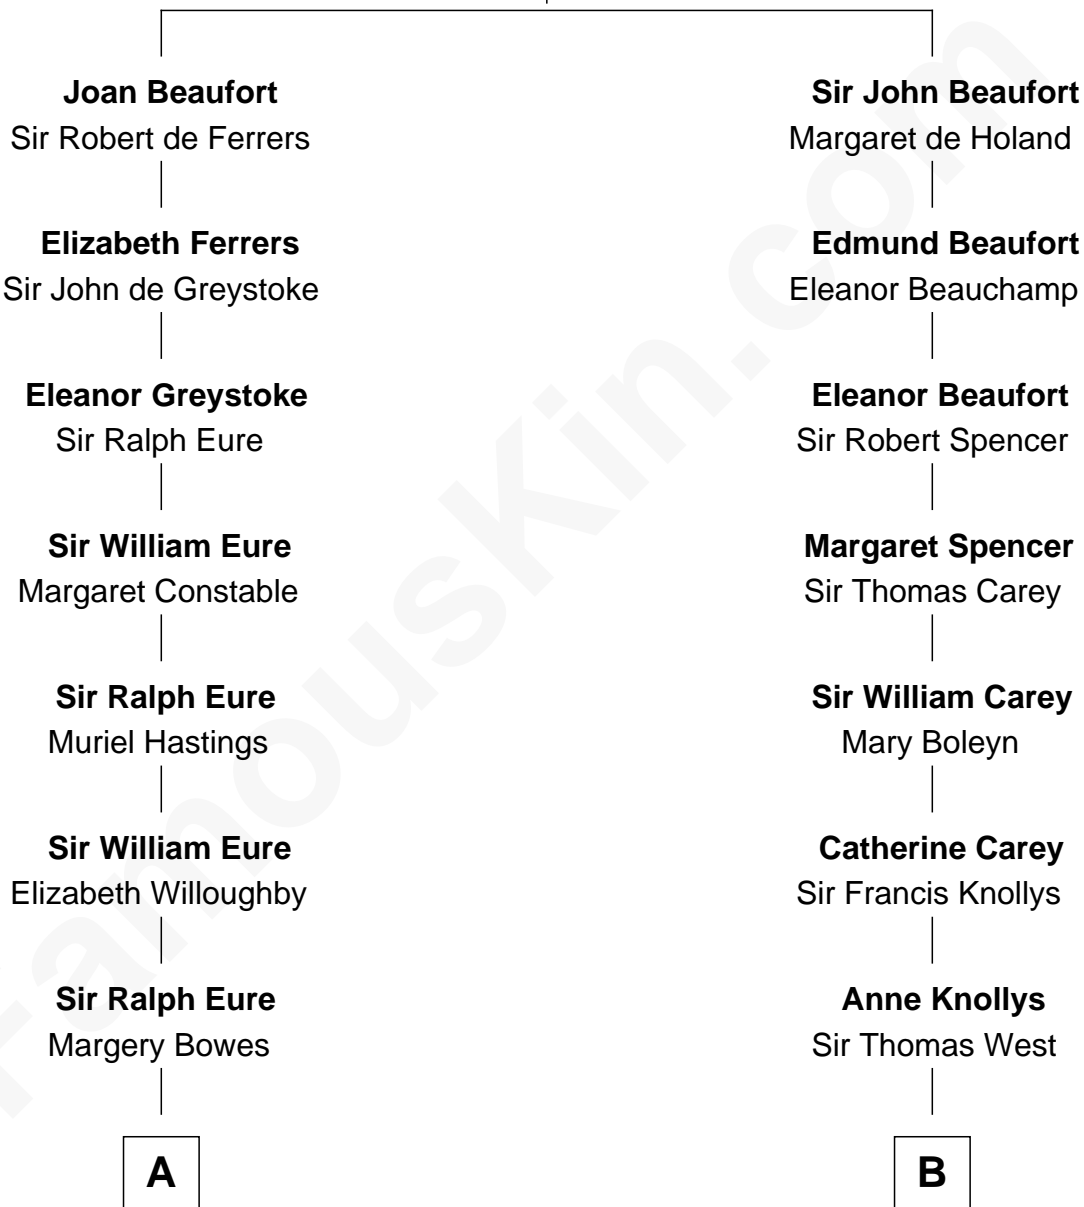 Joan Beaufort
Sir Robert de Ferrers
Elizabeth Ferrers
Sir John de Greystoke
Eleanor Greystoke
Sir Ralph Eure
Sir William Eure
Margaret Constable
Sir Ralph Eure
Muriel Hastings
Sir William Eure
Elizabeth Willoughby
Sir Ralph Eure
Margery Bowes
A
Sir John Beaufort
Margaret de Holand
Edmund Beaufort
Eleanor Beauchamp
Eleanor Beaufort
Sir Robert Spencer
Margaret Spencer
Sir Thomas Carey
Sir William Carey
Mary Boleyn
Catherine Carey
Sir Francis Knollys
Anne Knollys
Sir Thomas West
B
FamousKin.com